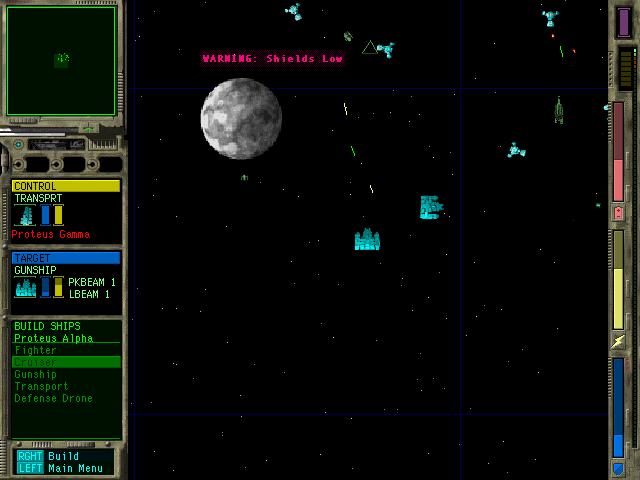 WARNING: Shields Low
CONTROL
TRANSPRT
Proteus Gamma
TARGET
GUNSHIP
PKBEAM 1
LBEAM 1
BUILD SHIPS
Proteus Alpha
Fighter
Cruiser
Gunship
Transport
Defense Drone
RGHT Build
LEFT Main Menu